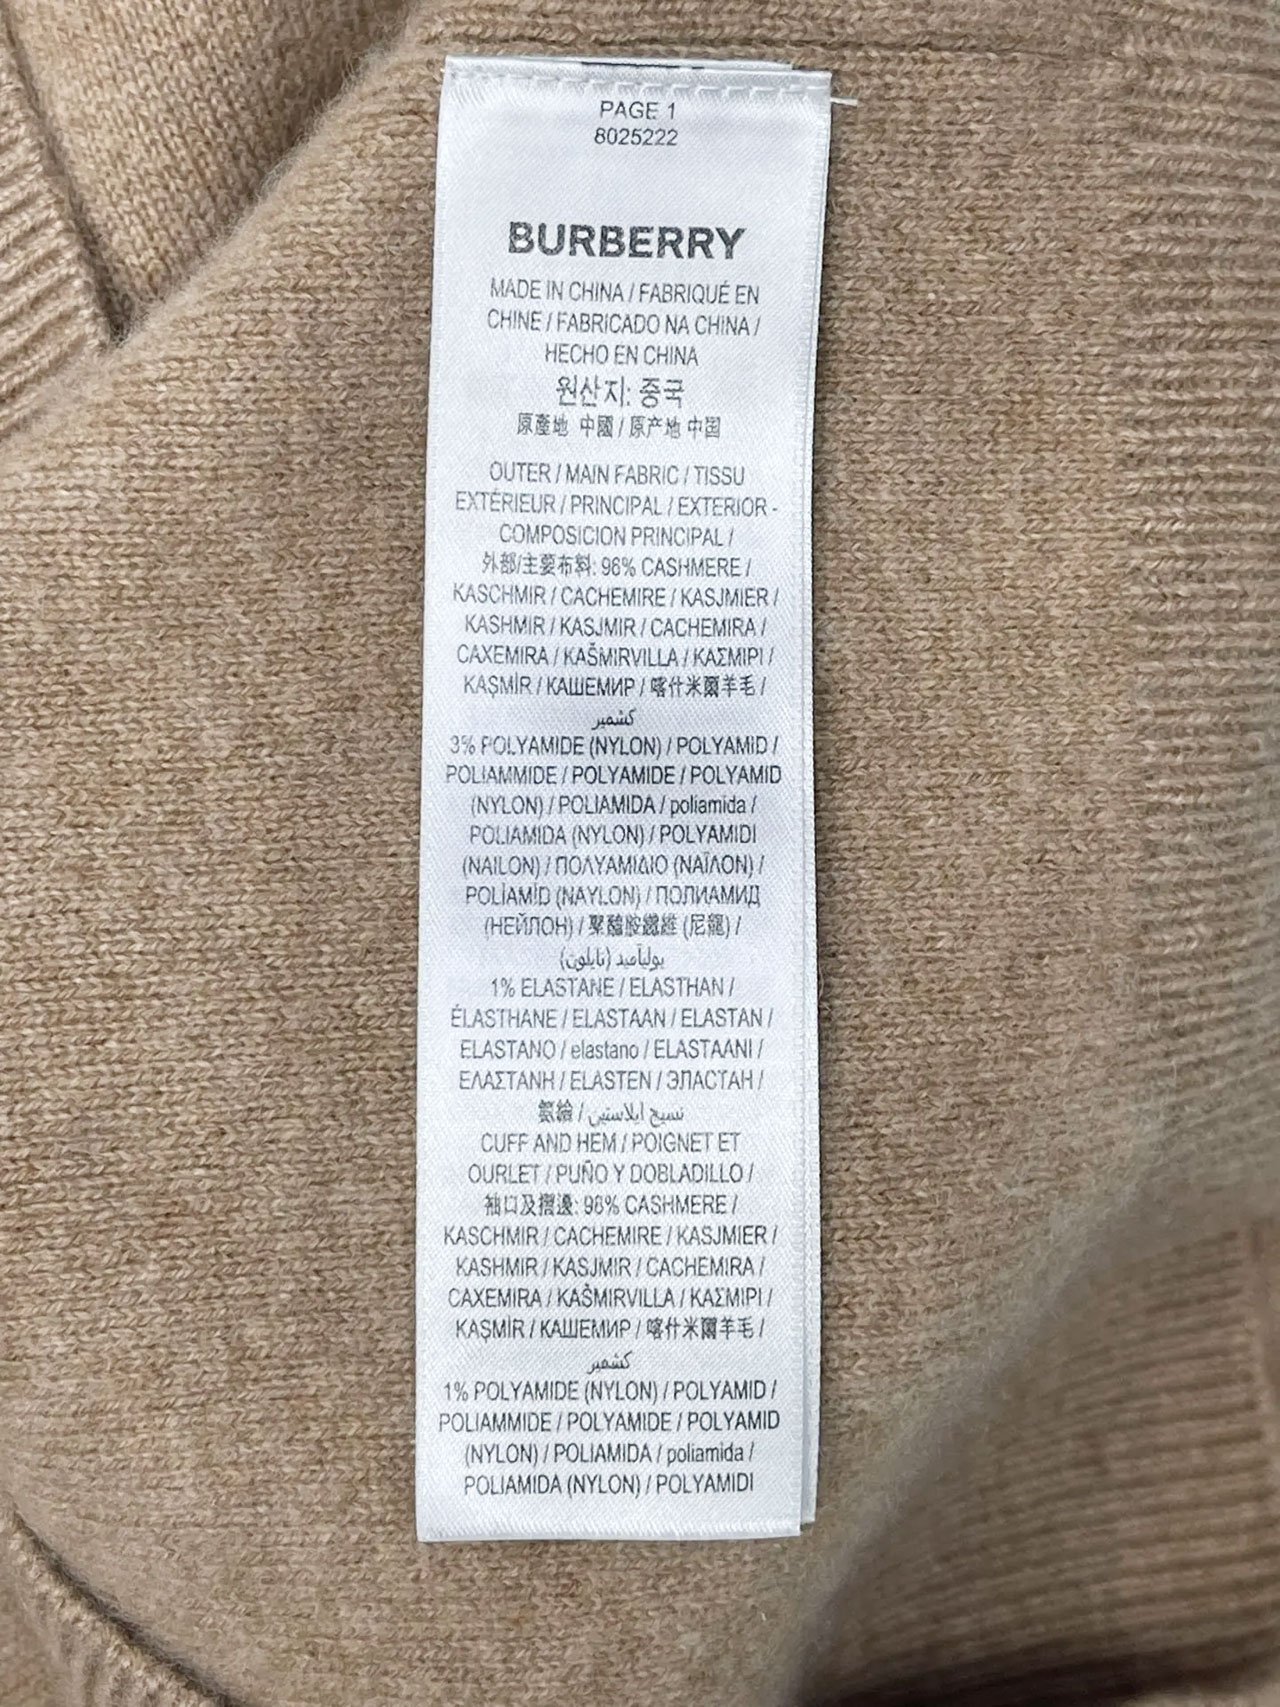 PAGE 1
8025222
BURBERRY
MADE IN CHINA / FABRIQUÉ EN
CHINE / FABRICADO NA CHINA /
HECHO EN CHINA
원산지: 중국
原產地 中國 / 原产地 中国
OUTER / MAIN FABRIC / TISSU
EXTÉRIEUR / PRINCIPAL / EXTERIOR -
COMPOSICION PRINCIPAL /
外部/主要布料: 96% CASHMERE /
KASCHMIR / CACHEMIRE / KASJMIER /
KASHMIR / KASJMIR / CACHEMIRA /
CAXEMIRA / KAŠMIRVILLA / ΚΑΣΜΙΡΙ /
KAŞMİR / КАШЕМИР / 喀什米爾羊毛 /
كشمير
3% POLYAMIDE (NYLON) / POLYAMID /
POLIAMMIDE / POLYAMIDE / POLYAMID
(NYLON) / POLIAMIDA / poliamida /
POLIAMIDA (NYLON) / POLYAMIDI
(NAILON) / ΠΟΛΥΑΜΙΔΙΟ (ΝΑΪΛΟΝ) /
POLİAMİD (NAYLON) / ПОЛИАМИД
(НЕЙЛОН) / 聚醯胺纖維 (尼龍) /
بولياميد (نايلون)
1% ELASTANE / ELASTHAN /
ÉLASTHANE / ELASTAAN / ELASTAN /
ELASTANO / elastano / ELASTAANI /
ΕΛΑΣΤΑΝΗ / ELASTEN / ЭЛАСТАН /
氨綸 / نسيج ايلاستين /
CUFF AND HEM / POIGNET ET
OURLET / PUÑO Y DOBLADILLO /
袖口及摺邊: 98% CASHMERE /
KASCHMIR / CACHEMIRE / KASJMIER /
KASHMIR / KASJMIR / CACHEMIRA /
CAXEMIRA / KAŠMIRVILLA / ΚΑΣΜΙΡΙ /
KAŞMİR / КАШЕМИР / 喀什米爾羊毛 /
كشمير
1% POLYAMIDE (NYLON) / POLYAMID /
POLIAMMIDE / POLYAMIDE / POLYAMID
(NYLON) / POLIAMIDA / poliamida /
POLIAMIDA (NYLON) / POLYAMIDI